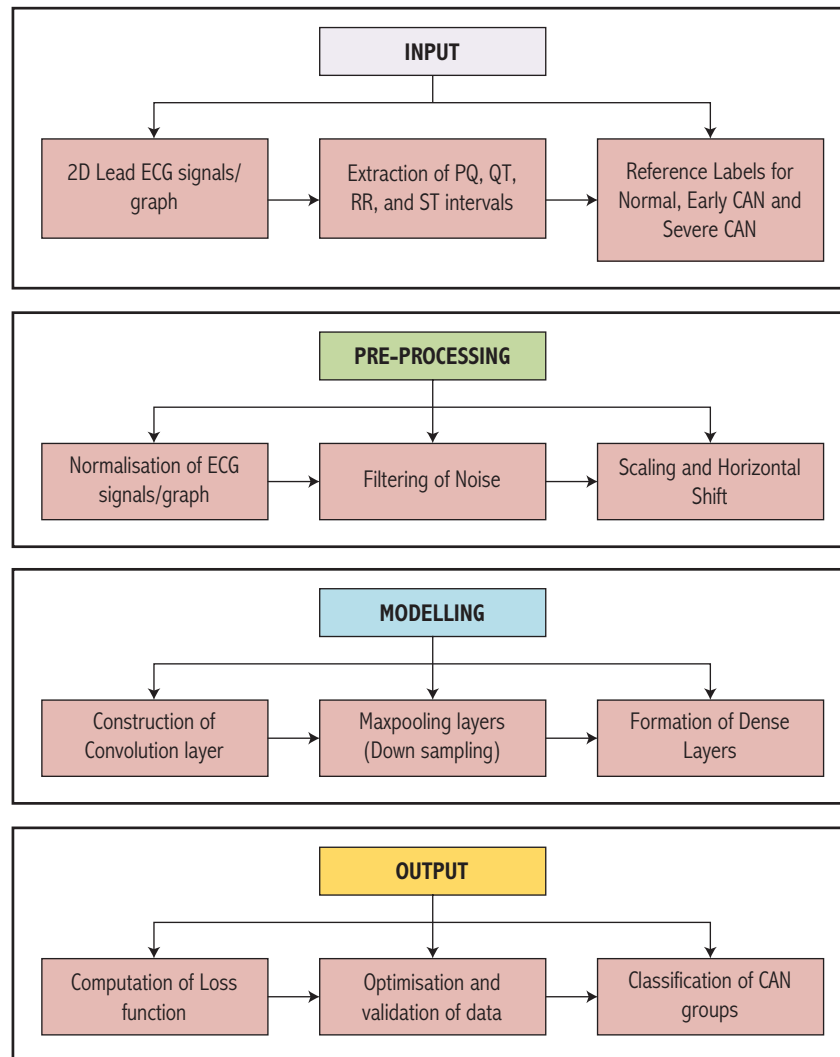 INPUT
2D Lead ECG signals/
graph
Extraction of PQ, QT,
RR, and ST intervals
Reference Labels for
Normal, Early CAN and
Severe CAN
PRE-PROCESSING
Normalisation of ECG
signals/graph
Filtering of Noise
Scaling and Horizontal
Shift
MODELLING
Construction of
Convolution layer
Maxpooling layers
(Down sampling)
Formation of Dense
Layers
OUTPUT
Computation of Loss
function
Optimisation and
validation of data
Classification of CAN
groups